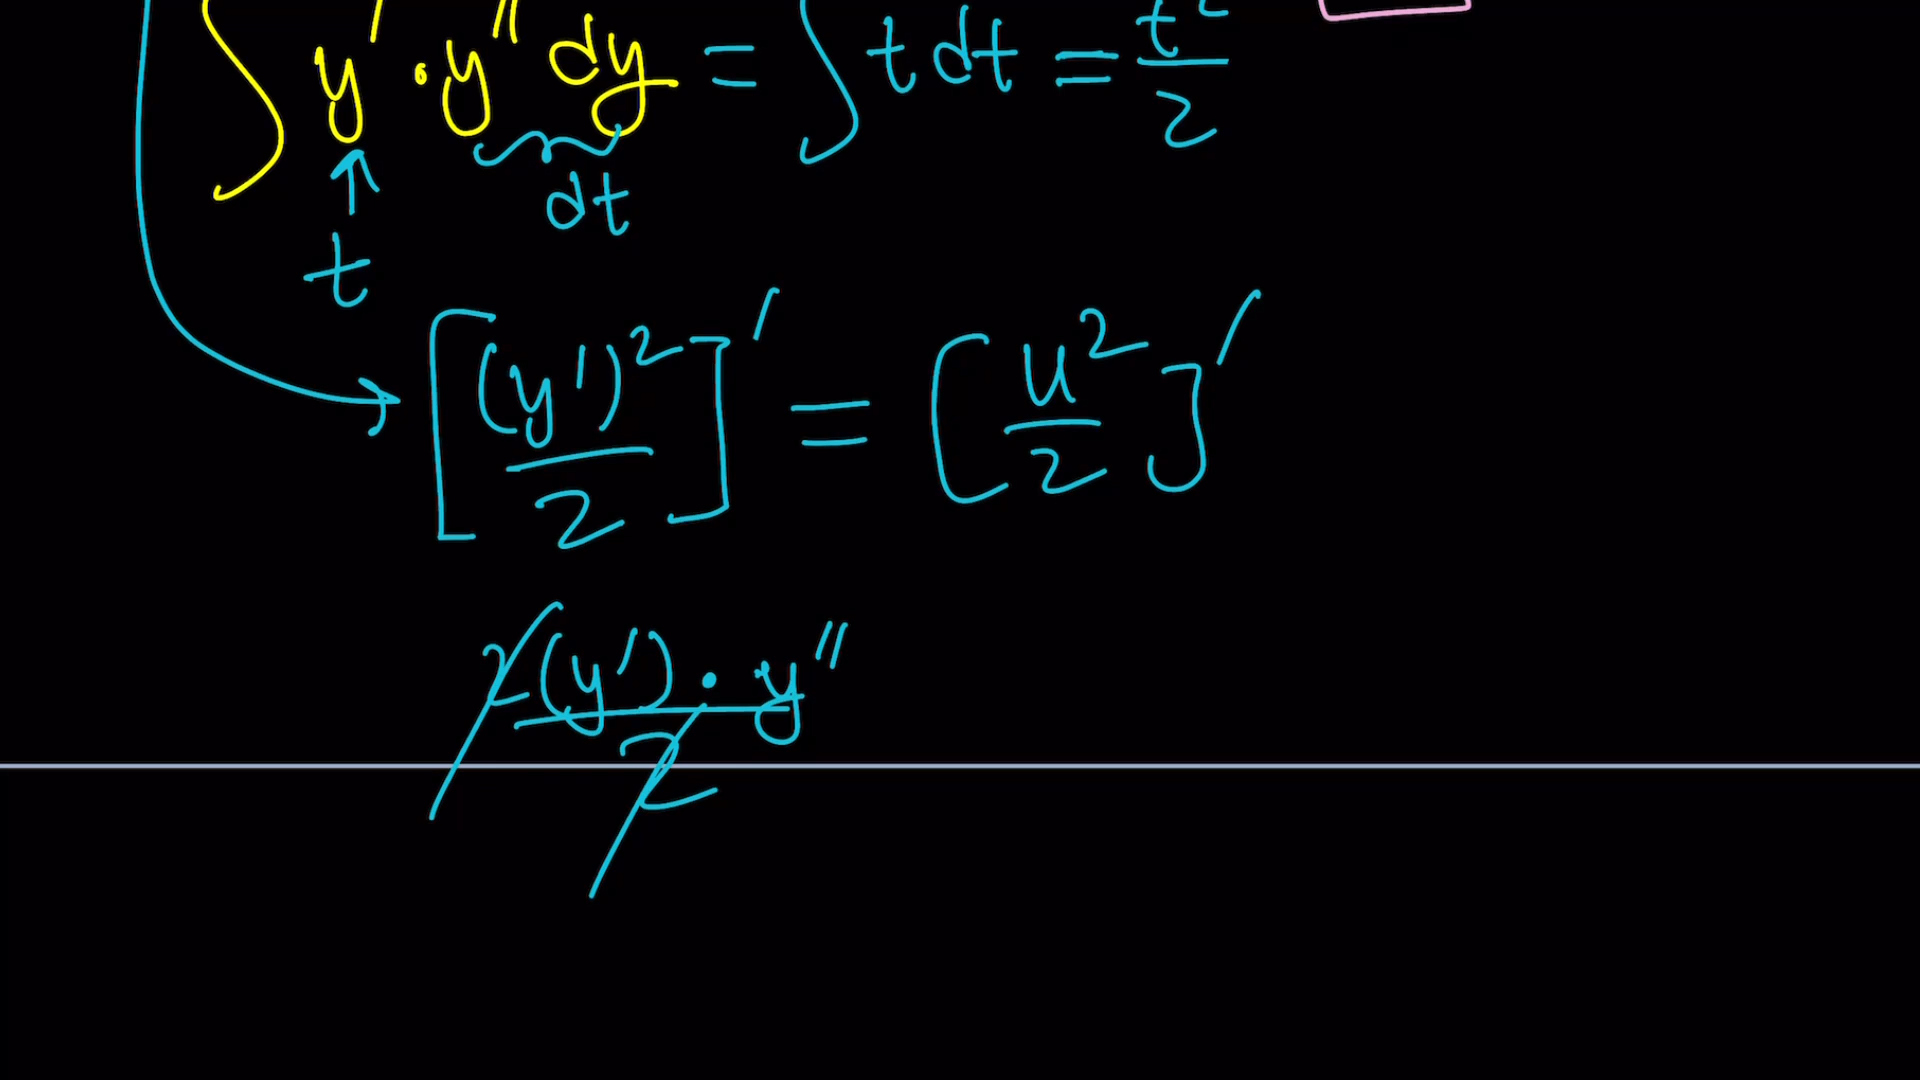 ∫ y' · y'' dy = ∫ t dt = t²/2
dt
t
[(y')²/2]' = [u²/2]'
2(y') · y''/2